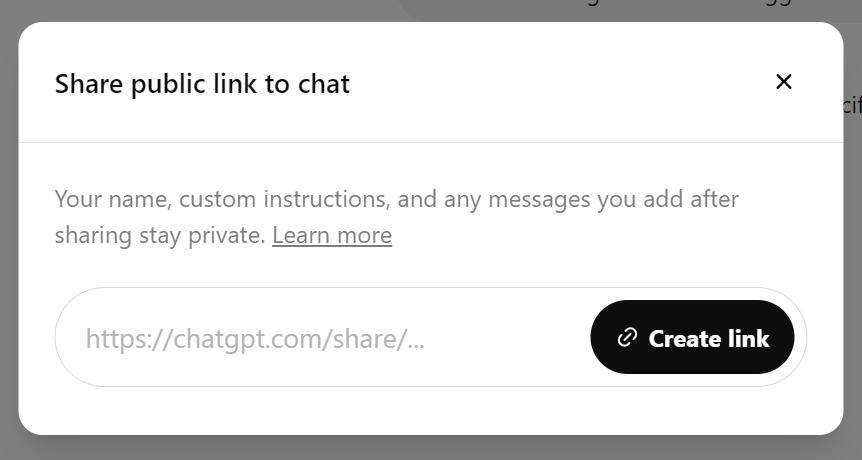 Share public link to chat
Your name, custom instructions, and any messages you add after
sharing stay private. Learn more
https://chatgpt.com/share/...
Create link